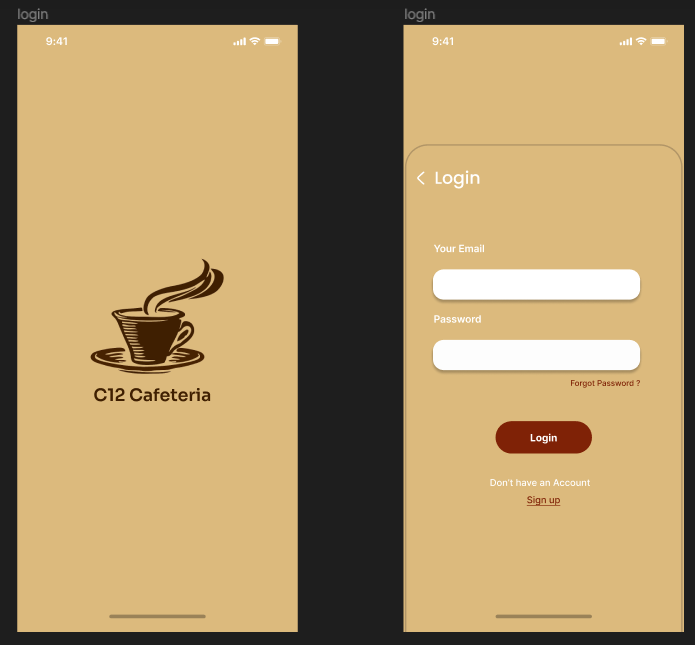 login
9:41
C12 Cafeteria
login
9:41
Login
Your Email
Password
Forgot Password ?
Login
Don't have an Account
Sign up